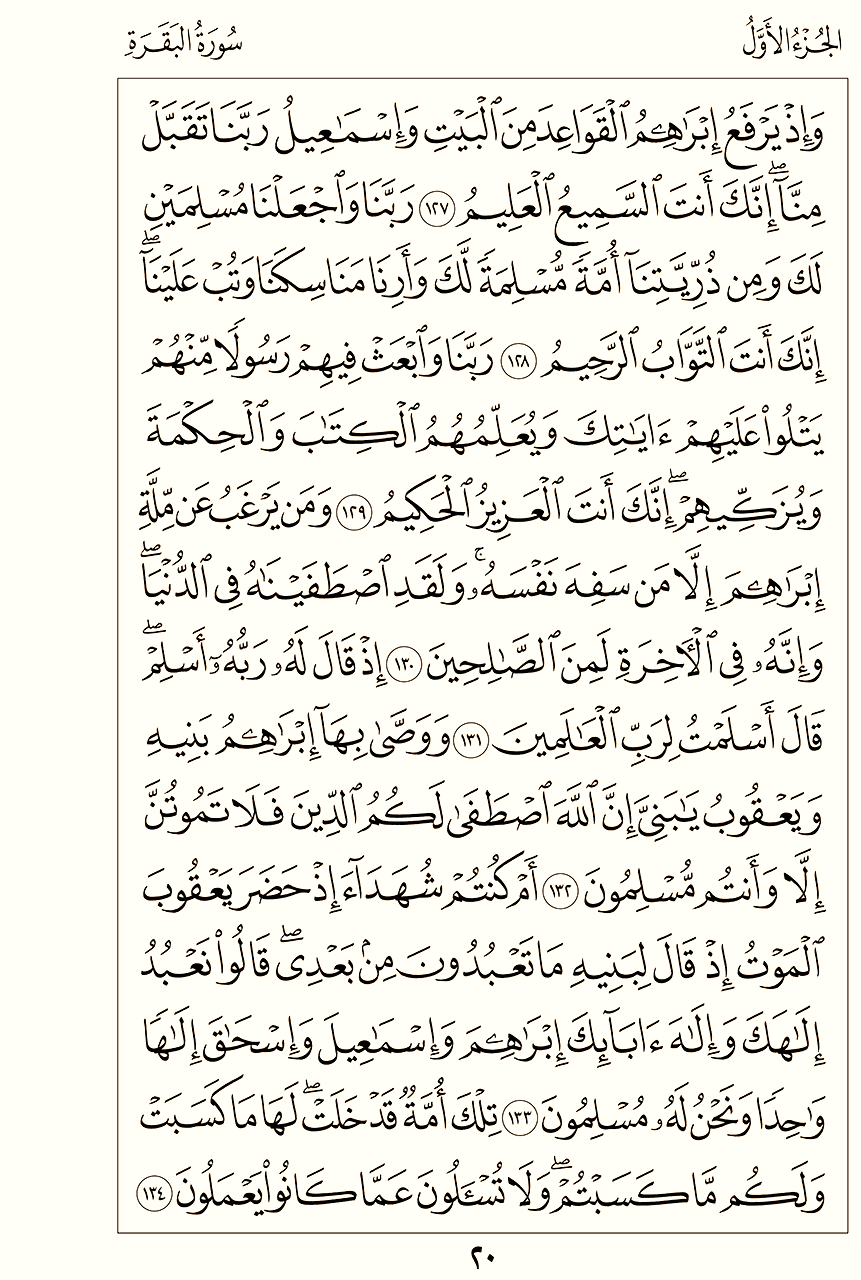 الجُزْءُ الأَوَّلُ
سُورَةُ البَقَرَةِ
وَإِذْ يَرْفَعُ إِبْرَٰهِـۧمُ ٱلْقَوَاعِدَ مِنَ ٱلْبَيْتِ وَإِسْمَـٰعِيلُ رَبَّنَا تَقَبَّلْ
مِنَّآ ۖ إِنَّكَ أَنتَ ٱلسَّمِيعُ ٱلْعَلِيمُ ١٢٧ رَبَّنَا وَٱجْعَلْنَا مُسْلِمَيْنِ
لَكَ وَمِن ذُرِّيَّتِنَآ أُمَّةً مُّسْلِمَةً لَّكَ وَأَرِنَا مَنَاسِكَنَا وَتُبْ عَلَيْنَآ ۖ
إِنَّكَ أَنتَ ٱلتَّوَّابُ ٱلرَّحِيمُ ١٢٨ رَبَّنَا وَٱبْعَثْ فِيهِمْ رَسُولًا مِّنْهُمْ
يَتْلُوا۟ عَلَيْهِمْ ءَايَـٰتِكَ وَيُعَلِّمُهُمُ ٱلْكِتَـٰبَ وَٱلْحِكْمَةَ
وَيُزَكِّيهِمْ ۖ إِنَّكَ أَنتَ ٱلْعَزِيزُ ٱلْحَكِيمُ ١٢٩ وَمَن يَرْغَبُ عَن مِّلَّةِ
إِبْرَٰهِـۧمَ إِلَّا مَن سَفِهَ نَفْسَهُۥ ۚ وَلَقَدِ ٱصْطَفَيْنَـٰهُ فِى ٱلدُّنْيَا ۖ
وَإِنَّهُۥ فِى ٱلْـَٔاخِرَةِ لَمِنَ ٱلصَّـٰلِحِينَ ١٣٠ إِذْ قَالَ لَهُۥ رَبُّهُۥٓ أَسْلِمْ ۖ
قَالَ أَسْلَمْتُ لِرَبِّ ٱلْعَـٰلَمِينَ ١٣١ وَوَصَّىٰ بِهَآ إِبْرَٰهِـۧمُ بَنِيهِ
وَيَعْقُوبُ يَـٰبَنِىَّ إِنَّ ٱللَّهَ ٱصْطَفَىٰ لَكُمُ ٱلدِّينَ فَلَا تَمُوتُنَّ
إِلَّا وَأَنتُم مُّسْلِمُونَ ١٣٢ أَمْ كُنتُمْ شُهَدَآءَ إِذْ حَضَرَ يَعْقُوبَ
ٱلْمَوْتُ إِذْ قَالَ لِبَنِيهِ مَا تَعْبُدُونَ مِنۢ بَعْدِى ۖ قَالُوا۟ نَعْبُدُ
إِلَـٰهَكَ وَإِلَـٰهَ ءَابَآئِكَ إِبْرَٰهِـۧمَ وَإِسْمَـٰعِيلَ وَإِسْحَـٰقَ إِلَـٰهًا
وَٰحِدًا وَنَحْنُ لَهُۥ مُسْلِمُونَ ١٣٣ تِلْكَ أُمَّةٌ قَدْ خَلَتْ ۖ لَهَا مَا كَسَبَتْ
وَلَكُم مَّا كَسَبْتُمْ ۖ وَلَا تُسْـَٔلُونَ عَمَّا كَانُوا۟ يَعْمَلُونَ ١٣٤
٢٠